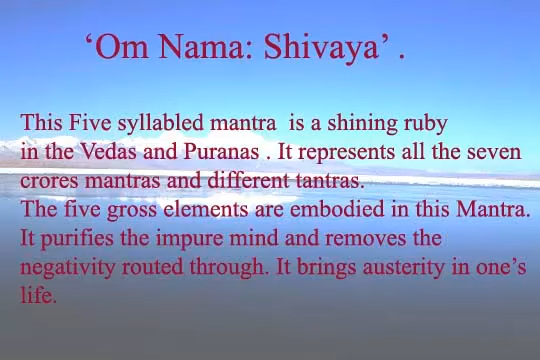 ‘Om Nama: Shivaya’ .
This Five syllabled mantra is a shining ruby
in the Vedas and Puranas . It represents all the seven
crores mantras and different tantras.
The five gross elements are embodied in this Mantra.
It purifies the impure mind and removes the
negativity routed through. It brings austerity in one’s
life.